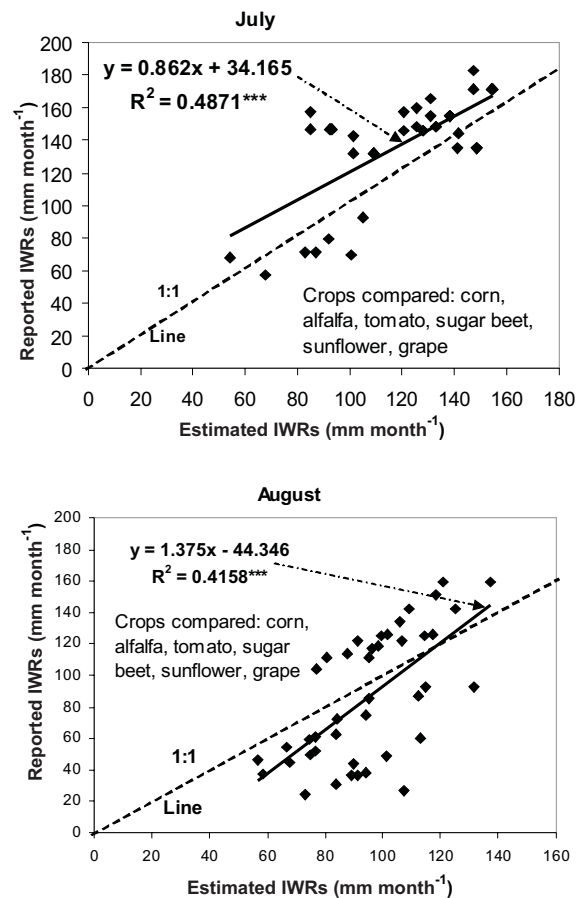 July
y = 0.862x + 34.165
R² = 0.4871***
Reported IWRs (mm month⁻¹)
200
180
160
140
120
100
80
60
40
20
0
1:1
Line
Crops compared: corn,
alfalfa, tomato, sugar beet,
sunflower, grape
0 20 40 60 80 100 120 140 160 180
Estimated IWRs (mm month⁻¹)
August
y = 1.375x - 44.346
R² = 0.4158***
Reported IWRs (mm month⁻¹)
200
180
160
140
120
100
80
60
40
20
0
Crops compared: corn,
alfalfa, tomato, sugar
beet, sunflower, grape
1:1
Line
0 20 40 60 80 100 120 140 160
Estimated IWRs (mm month⁻¹)